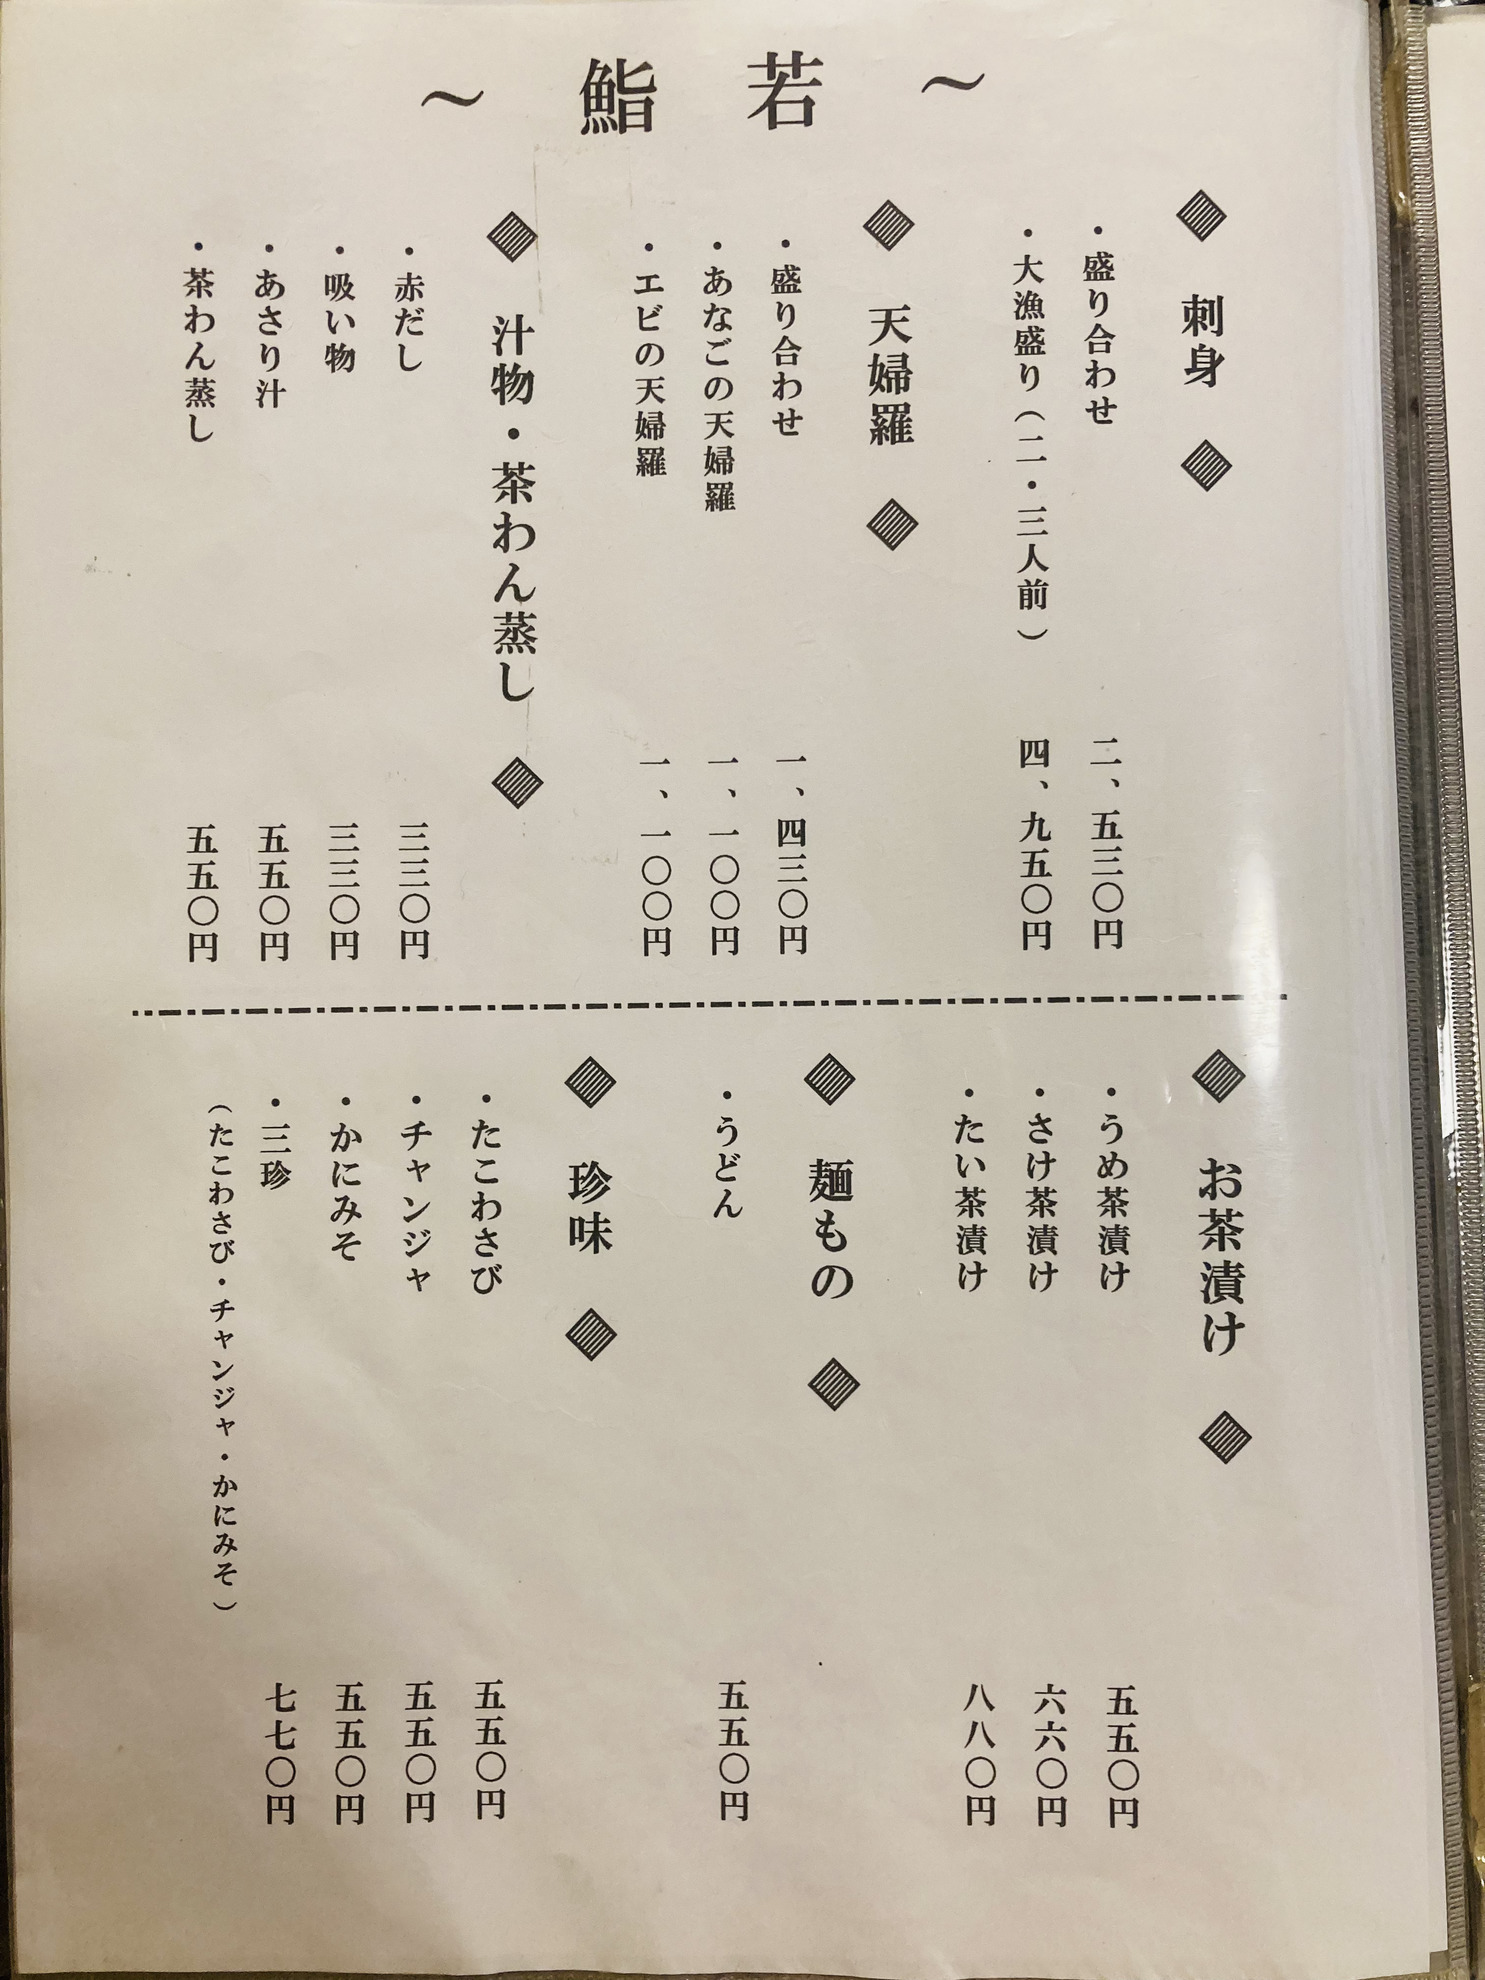 ～ 鮨 若 ～
◆ 刺身 ◆
・盛り合わせ 二、五三〇円
・大漁盛り（二・三人前） 四、九五〇円
◆ 天婦羅 ◆
・盛り合わせ 一、四三〇円
・あなごの天婦羅 一、一〇〇円
・エビの天婦羅 一、一〇〇円
◆ 汁物・茶わん蒸し ◆
・赤だし 三三〇円
・吸い物 三三〇円
・あさり汁 五五〇円
・茶わん蒸し 五五〇円
◆ お茶漬け ◆
・うめ茶漬け 五五〇円
・さけ茶漬け 六六〇円
・たい茶漬け 八八〇円
◆ 麺もの ◆
・うどん 五五〇円
◆ 珍味 ◆
・たこわさび 五五〇円
・チャンジャ 五五〇円
・かにみそ 五五〇円
・三珍 七七〇円
（たこわさび・チャンジャ・かにみそ）